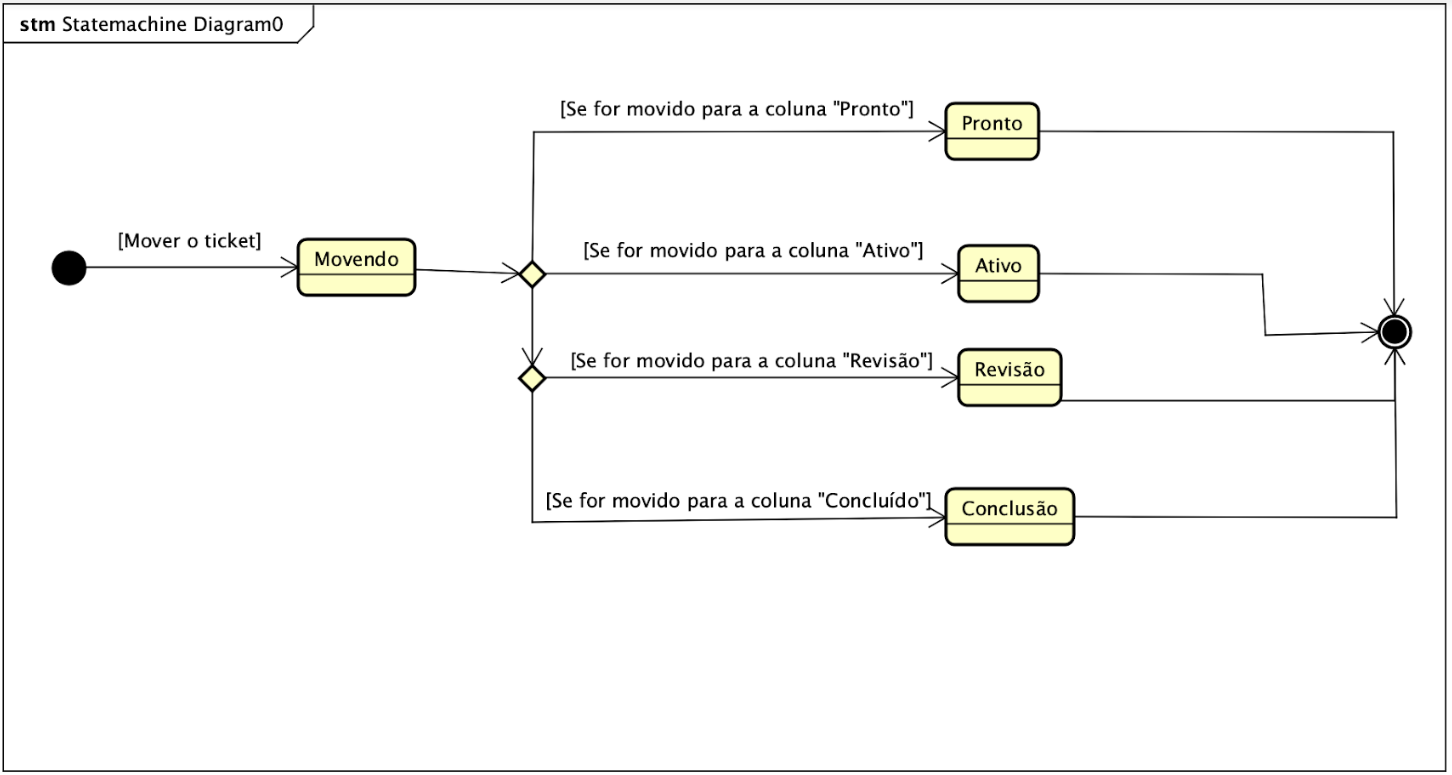 stm Statemachine Diagram0
[Se for movido para a coluna "Pronto"]
Pronto
[Mover o ticket]
Movendo
[Se for movido para a coluna "Ativo"]
Ativo
[Se for movido para a coluna "Revisão"]
Revisão
[Se for movido para a coluna "Concluído"]
Conclusão